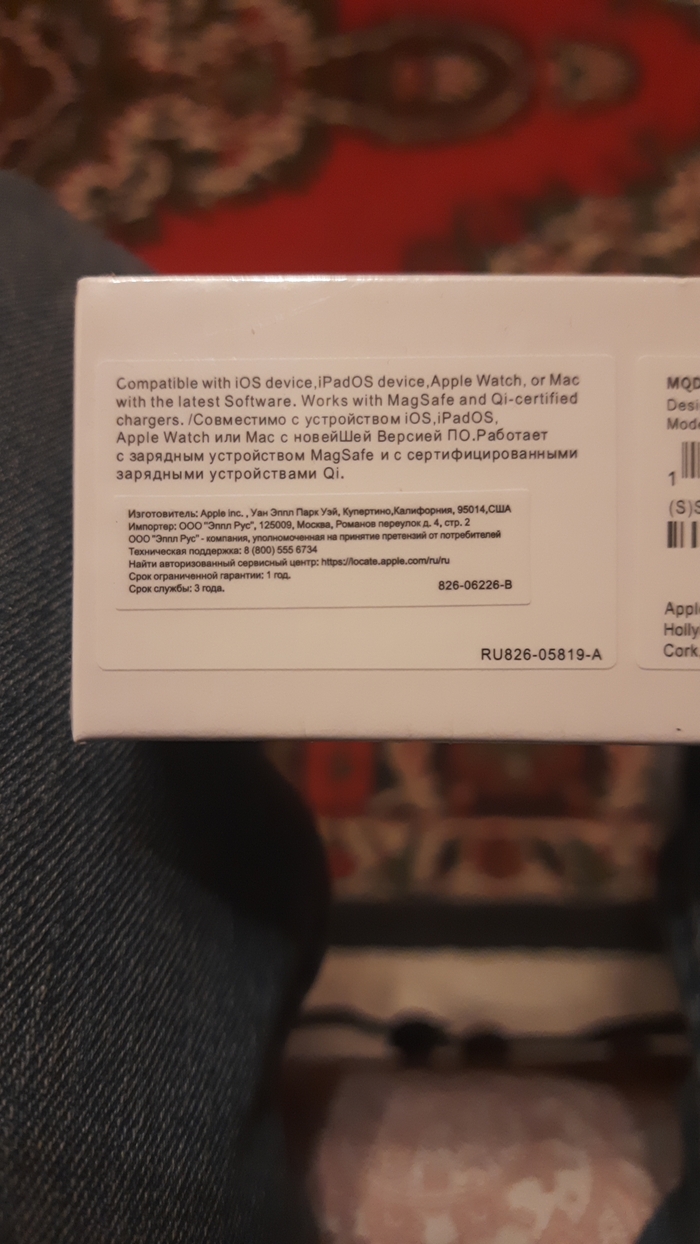 Compatible with iOS device,iPadOS device,Apple Watch, or Mac
with the latest Software. Works with MagSafe and Qi-certified
chargers. /Совместимо с устройством iOS,iPadOS,
Apple Watch или Mac с новейШей Версией ПО.Работает
с зарядным устройством MagSafe и с сертифицированными
зарядными устройствами Qi.
Изготовитель: Apple inc. , Уан Эппл Парк Уэй, Купертино,Калифорния, 95014,США
Импортер: ООО "Эппл Рус", 125009, Москва, Романов переулок д. 4, стр. 2
ООО "Эппл Рус" - компания, уполномоченная на принятие претензий от потребителей
Техническая поддержка: 8 (800) 555 6734
Найти авторизованный сервисный центр: https://locate.apple.com/ru/ru
Срок ограниченной гарантии: 1 год.
Срок службы: 3 года.
826-06226-B
RU826-05819-A
MQD
Desi
Mode
1
(S)S
Appl
Holly
Cork